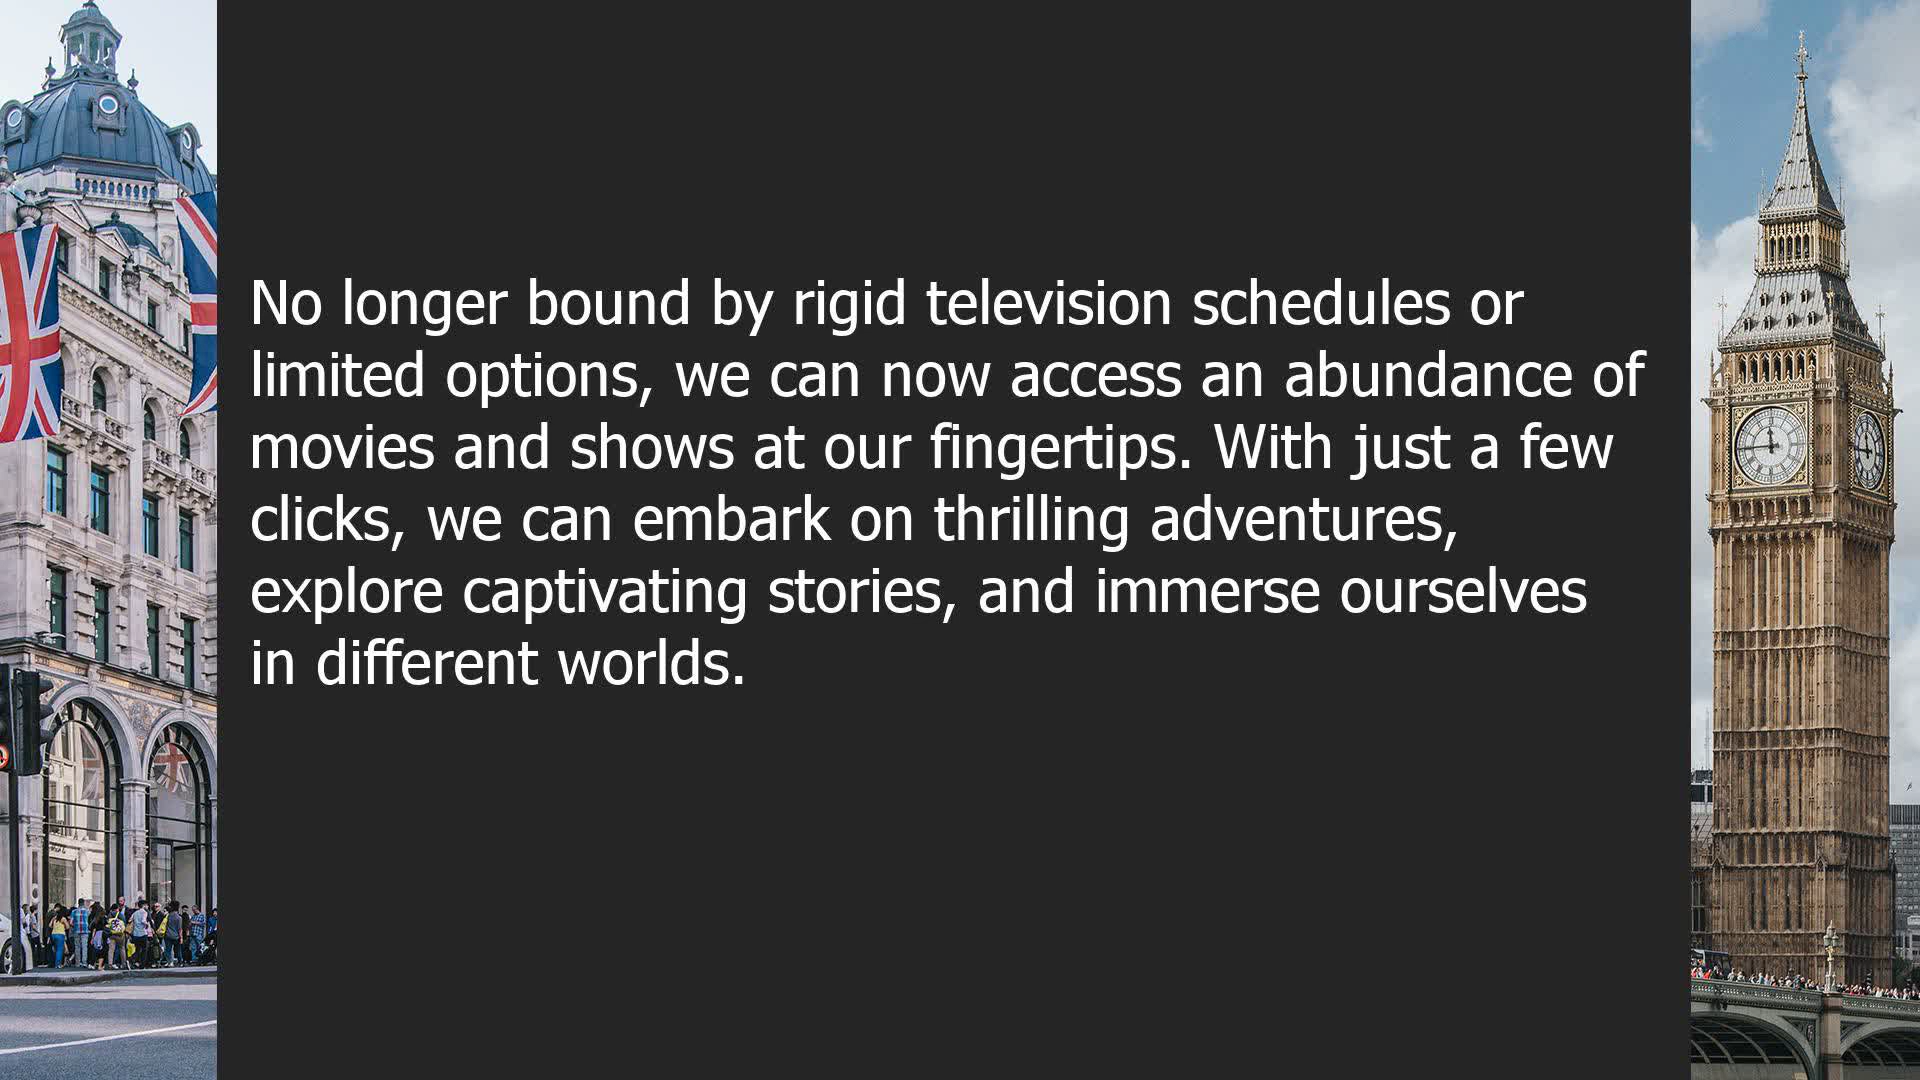 No longer bound by rigid television schedules or
limited options, we can now access an abundance of
movies and shows at our fingertips. With just a few
clicks, we can embark on thrilling adventures,
explore captivating stories, and immerse ourselves
in different worlds.